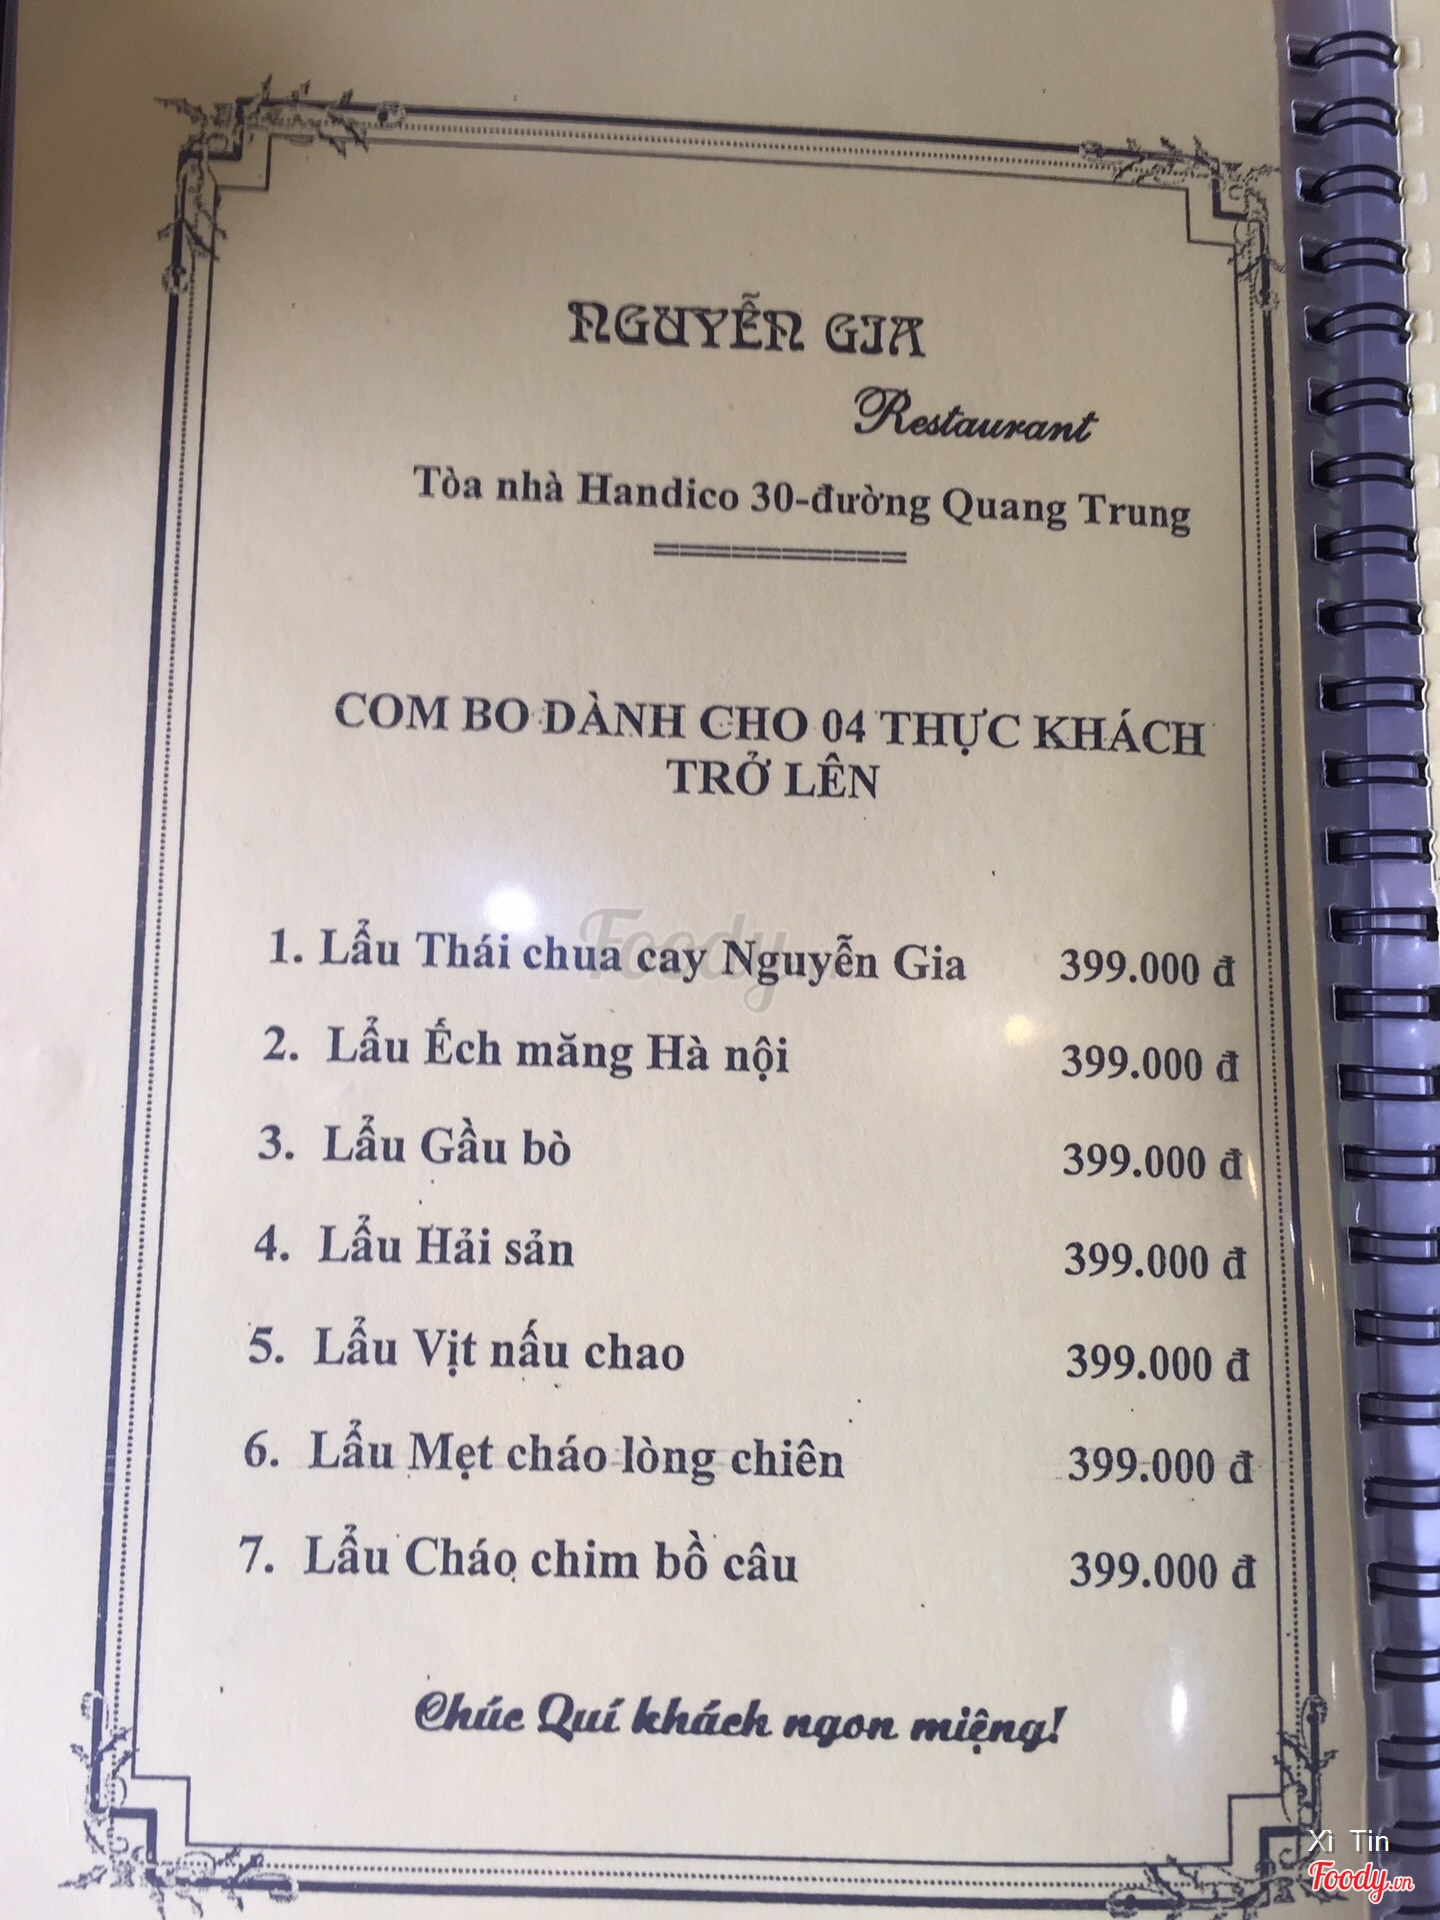 NGUYỄN GIA
Restaurant
Tòa nhà Handico 30-đường Quang Trung
===========
COM BO DÀNH CHO 04 THỰC KHÁCH
TRỞ LÊN
Foody
1. Lẩu Thái chua cay Nguyễn Gia 399.000 đ
2. Lẩu Ếch măng Hà nội 399.000 đ
3. Lẩu Gầu bò 399.000 đ
4. Lẩu Hải sản 399.000 đ
5. Lẩu Vịt nấu chao 399.000 đ
6. Lẩu Mẹt cháo lòng chiên 399.000 đ
7. Lẩu Cháo chim bồ câu 399.000 đ
Chúc Quí khách ngon miệng!
Xì Tin
Foody.vn